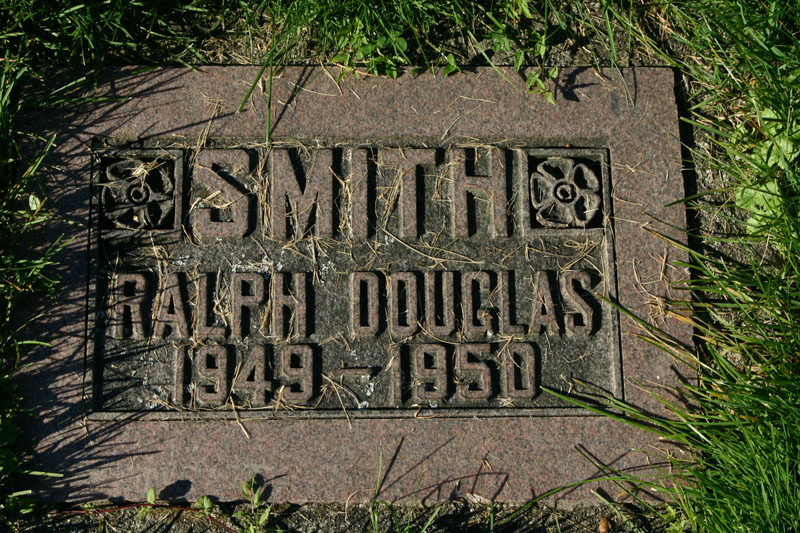 SMITH
RALPH DOUGLAS
1949 - 1950